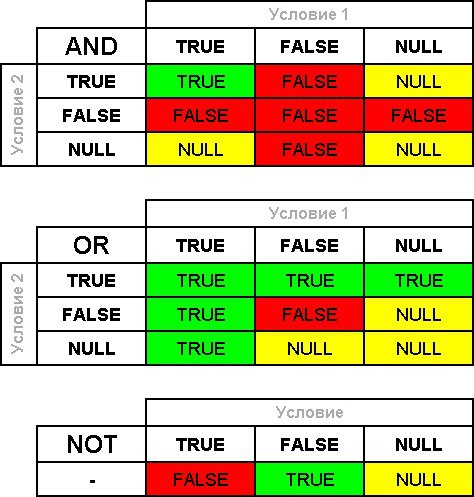 Условие 1
AND TRUE FALSE NULL
Условие 2
TRUE TRUE FALSE NULL
FALSE FALSE FALSE FALSE
NULL NULL FALSE NULL
Условие 1
OR TRUE FALSE NULL
Условие 2
TRUE TRUE TRUE TRUE
FALSE TRUE FALSE NULL
NULL TRUE NULL NULL
Условие
NOT TRUE FALSE NULL
- FALSE TRUE NULL